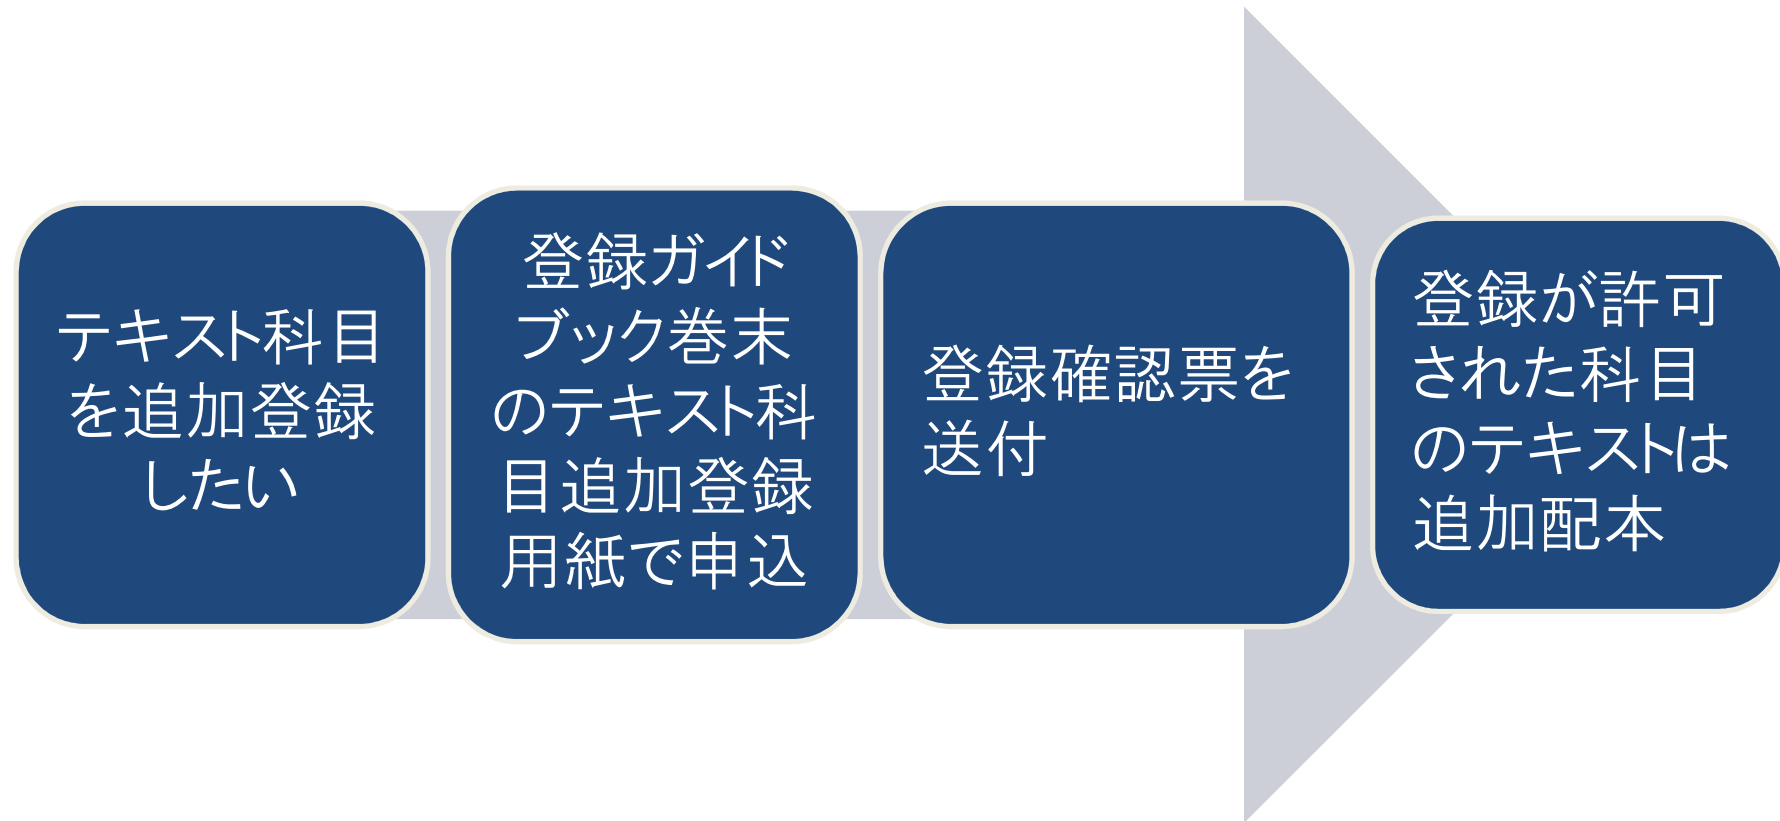 テキスト科目
を追加登録
したい
登録ガイド
ブック巻末
のテキスト科
目追加登録
用紙で申込
登録確認票を
送付
登録が許可
された科目
のテキストは
追加配本